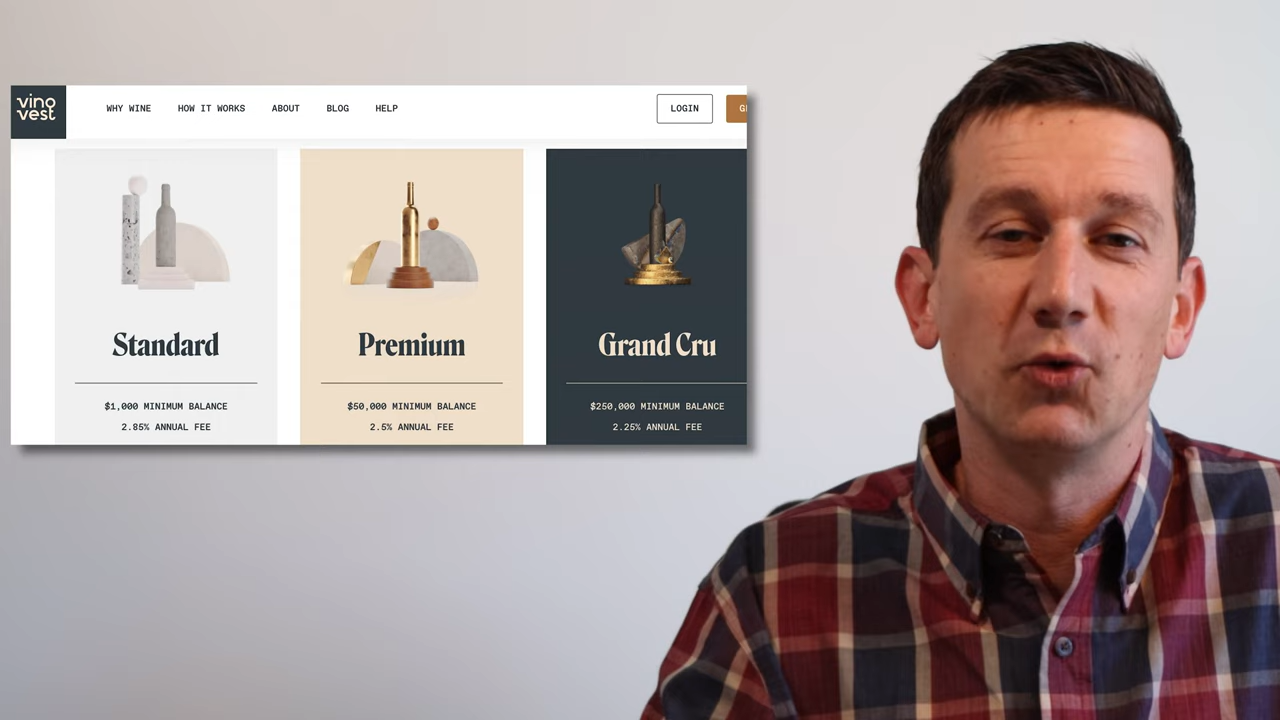 vino
vest
WHY WINE
HOW IT WORKS
ABOUT
BLOG
HELP
LOGIN
Standard
$1,000 MINIMUM BALANCE
2.85% ANNUAL FEE
Premium
$50,000 MINIMUM BALANCE
2.5% ANNUAL FEE
Grand Cru
$250,000 MINIMUM BALANCE
2.25% ANNUAL FEE